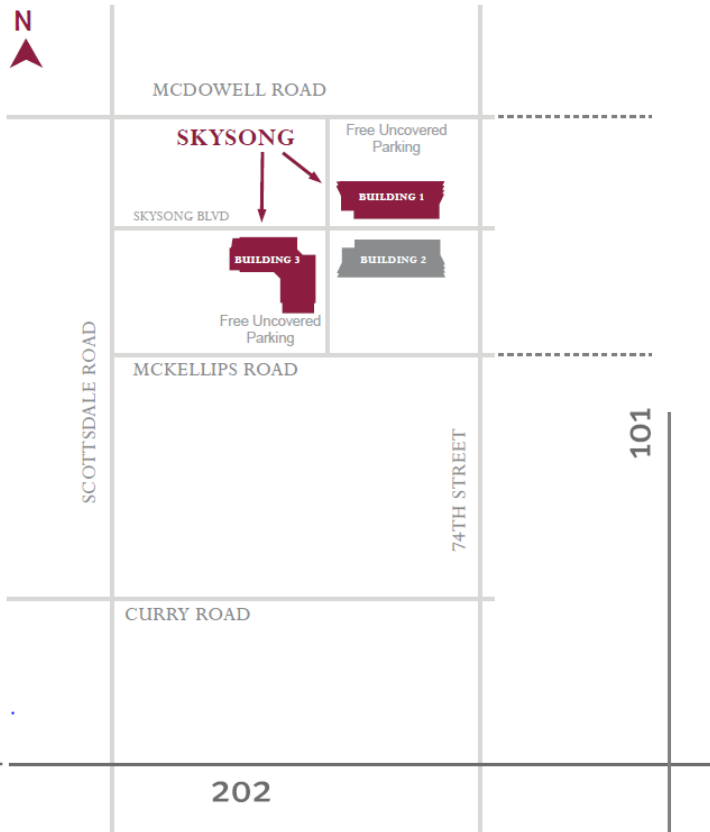 N
MCDOWELL ROAD
SKYSONG
Free Uncovered
Parking
BUILDING 1
SKYSONG BLVD
BUILDING 3
BUILDING 2
Free Uncovered
Parking
MCKELLIPS ROAD
SCOTTSDALE ROAD
101
74TH STREET
CURRY ROAD
202